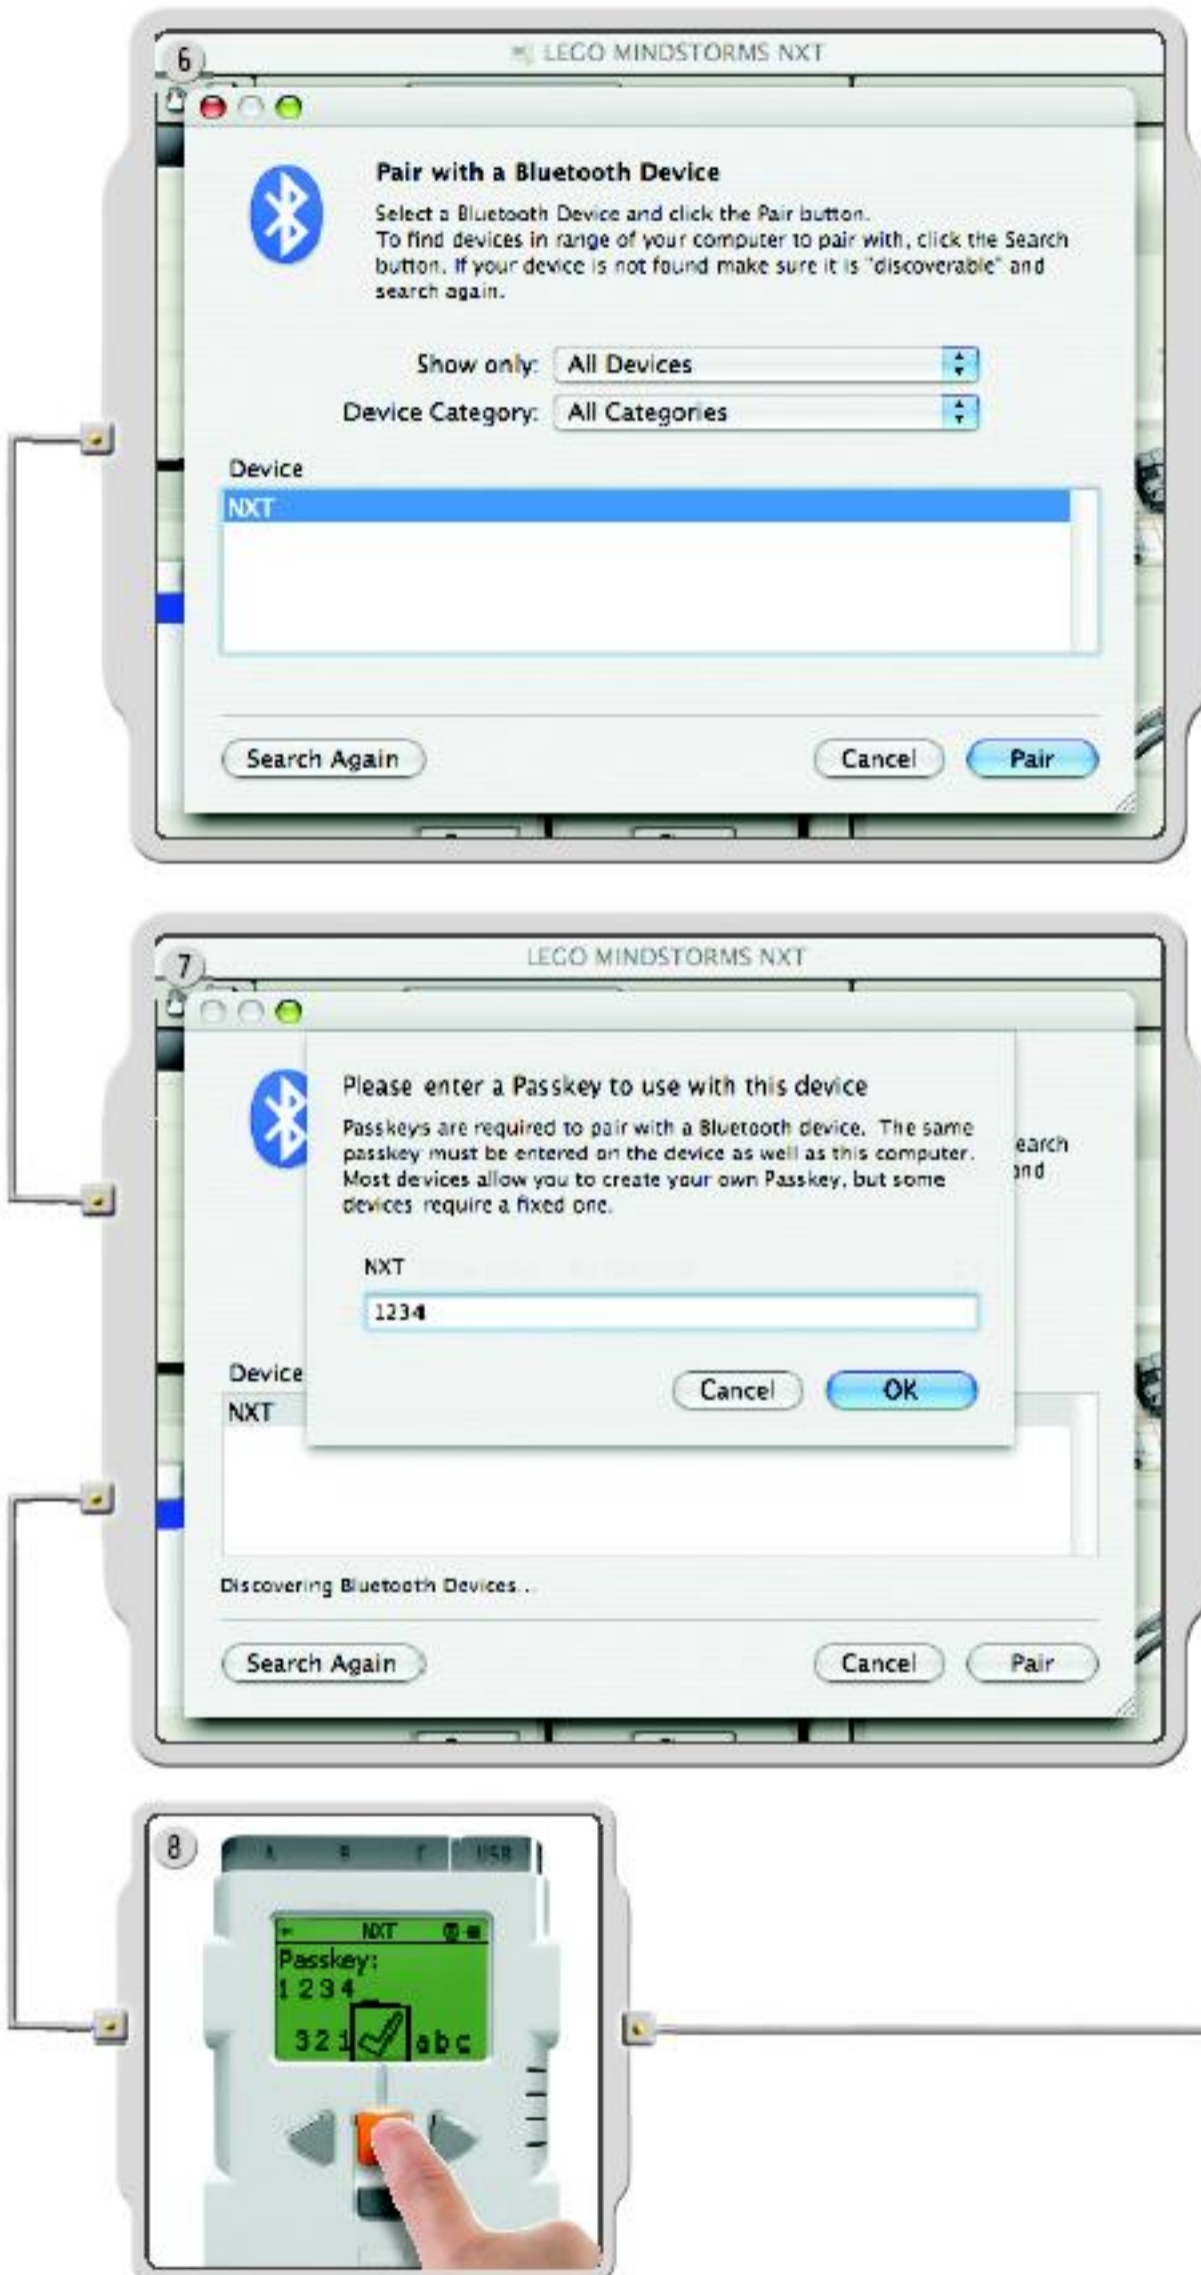 6
LEGO MINDSTORMS NXT
Pair with a Bluetooth Device
Select a Bluetooth Device and click the Pair button.
To find devices in range of your computer to pair with, click the Search
button. If your device is not found make sure it is "discoverable" and
search again.
Show only: All Devices
Device Category: All Categories
Device
NXT
Search Again Cancel Pair
7
LEGO MINDSTORMS NXT
Please enter a Passkey to use with this device
Passkeys are required to pair with a Bluetooth device. The same
passkey must be entered on the device as well as this computer.
Most devices allow you to create your own Passkey, but some
devices require a fixed one.
earch
and
NXT
1234
Cancel OK
Device
NXT
Discovering Bluetooth Devices...
Search Again Cancel Pair
8
A B C USB
NXT
Passkey:
1234_
321 abc